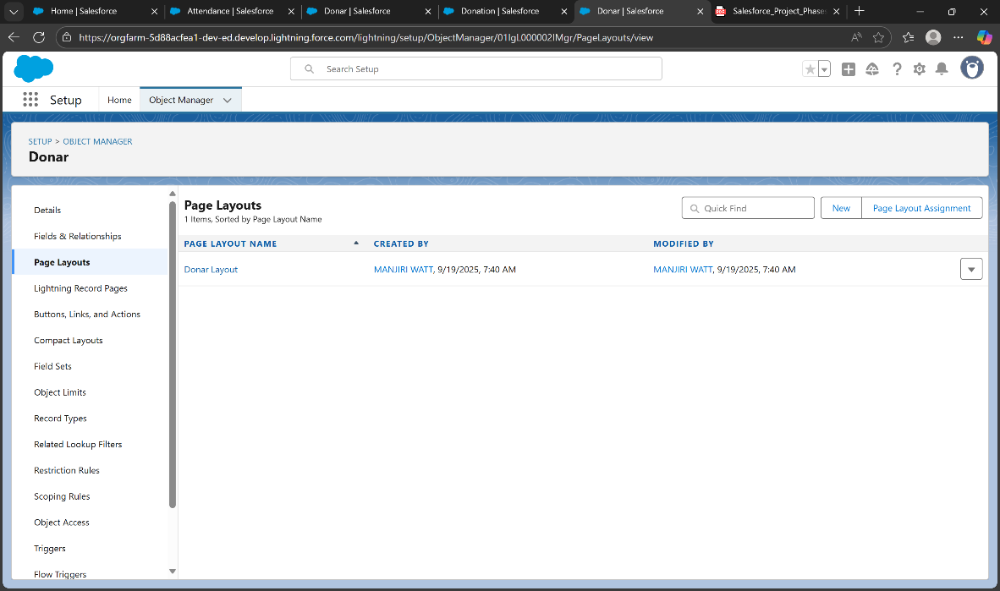 Home | Salesforce
Attendance | Salesforce
Donar | Salesforce
Donation | Salesforce
Donar | Salesforce
Salesforce_Project_Phase
https://orgfarm-5d88acfea1-dev-ed.develop.lightning.force.com/lightning/setup/ObjectManager/01IgL000002IMgr/PageLayouts/view
Search Setup
Setup
Home
Object Manager
SETUP > OBJECT MANAGER
Donar
Details
Fields & Relationships
Page Layouts
Lightning Record Pages
Buttons, Links, and Actions
Compact Layouts
Field Sets
Object Limits
Record Types
Related Lookup Filters
Restriction Rules
Scoping Rules
Object Access
Triggers
Flow Triggers
Page Layouts
1 Items, Sorted by Page Layout Name
Quick Find
New
Page Layout Assignment
PAGE LAYOUT NAME
CREATED BY
MODIFIED BY
Donar Layout
MANJIRI WATT, 9/19/2025, 7:40 AM
MANJIRI WATT, 9/19/2025, 7:40 AM